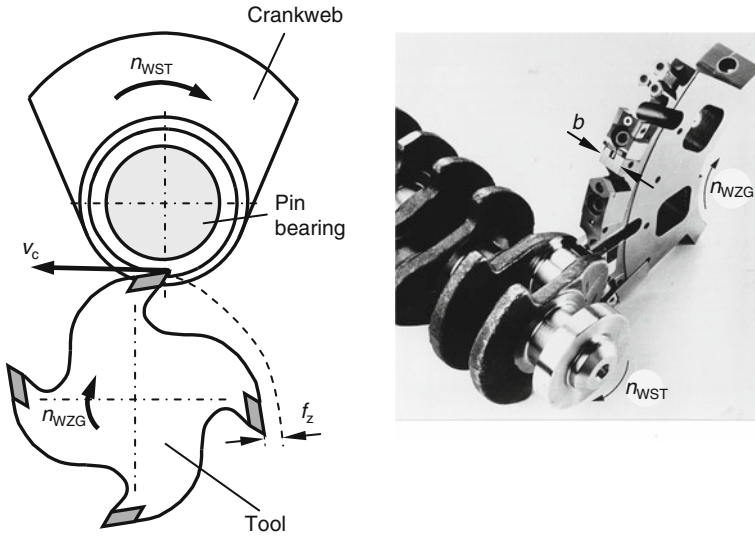 Crankweb
n_WST
Pin
bearing
v_c
n_WZG
f_z
Tool
b
n_WZG
n_WST